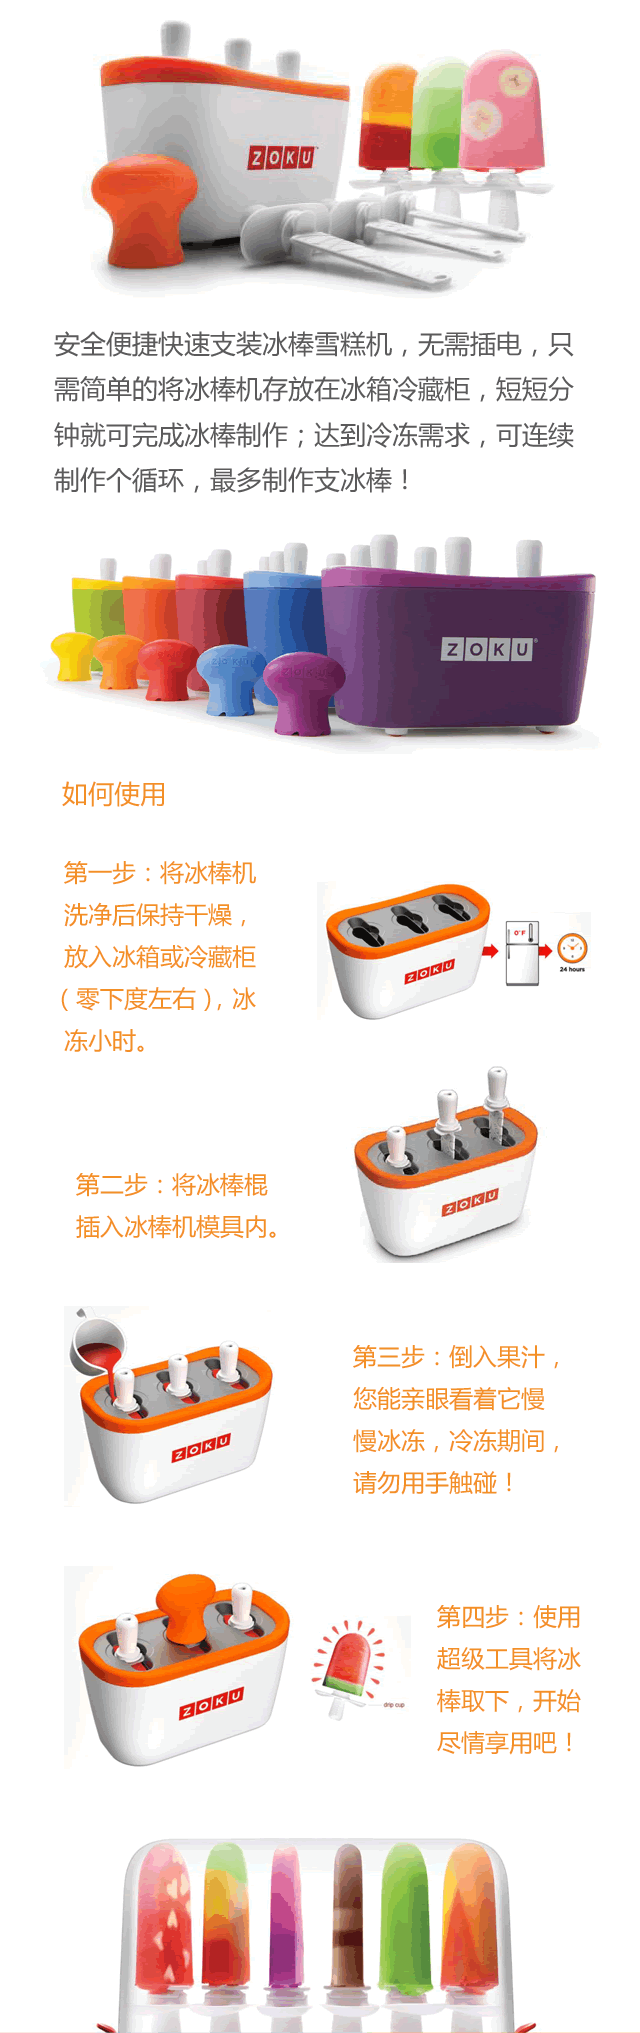 ZOKU
安全便捷快速支装冰棒雪糕机，无需插电，只
需简单的将冰棒机存放在冰箱冷藏柜，短短分
钟就可完成冰棒制作；达到冷冻需求，可连续
制作个循环，最多制作支冰棒！
ZOKU
如何使用
第一步：将冰棒机
洗净后保持干燥，
放入冰箱或冷藏柜
（零下度左右），冰
冻小时。
ZOKU
0°F
24 hours
第二步：将冰棒棍
插入冰棒机模具内。
ZOKU
ZOKU
第三步：倒入果汁，
您能亲眼看着它慢
慢冰冻，冷冻期间，
请勿用手触碰！
ZOKU
drip cup
第四步：使用
超级工具将冰
棒取下，开始
尽情享用吧！